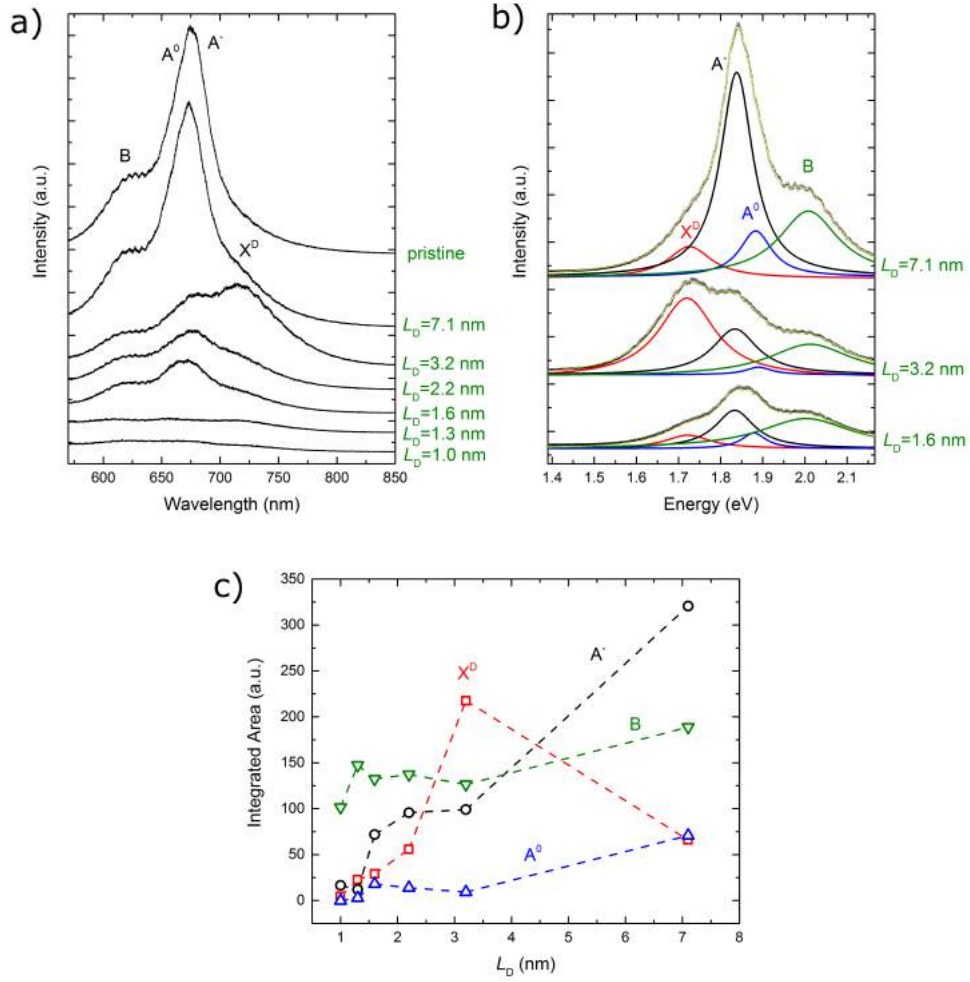 a)
A⁰
A⁻
B
Xᴰ
pristine
L_D=7.1 nm
L_D=3.2 nm
L_D=2.2 nm
L_D=1.6 nm
L_D=1.3 nm
L_D=1.0 nm
Intensity (a.u.)
600 650 700 750 800 850
Wavelength (nm)
b)
A⁻
B
A⁰
Xᴰ
L_D=7.1 nm
L_D=3.2 nm
L_D=1.6 nm
Intensity (a.u.)
1.4 1.5 1.6 1.7 1.8 1.9 2.0 2.1
Energy (eV)
c)
350
300
250
200
150
100
50
0
Integrated Area (a.u.)
A⁻
Xᴰ
B
A⁰
1 2 3 4 5 6 7 8
L_D (nm)